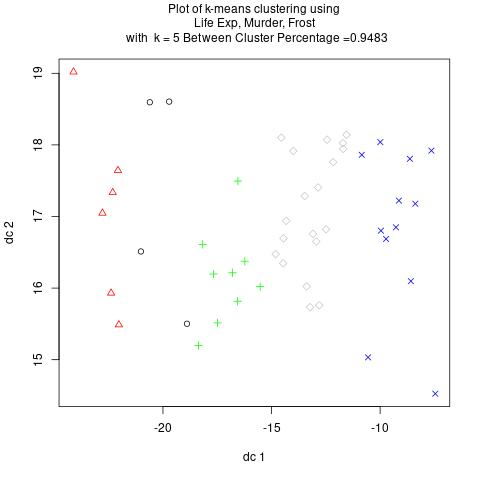 Plot of k-means clustering using
Life Exp, Murder, Frost
with  k = 5 Between Cluster Percentage =0.9483
19
18
17
16
15
dc 2
-20
-15
-10
dc 1